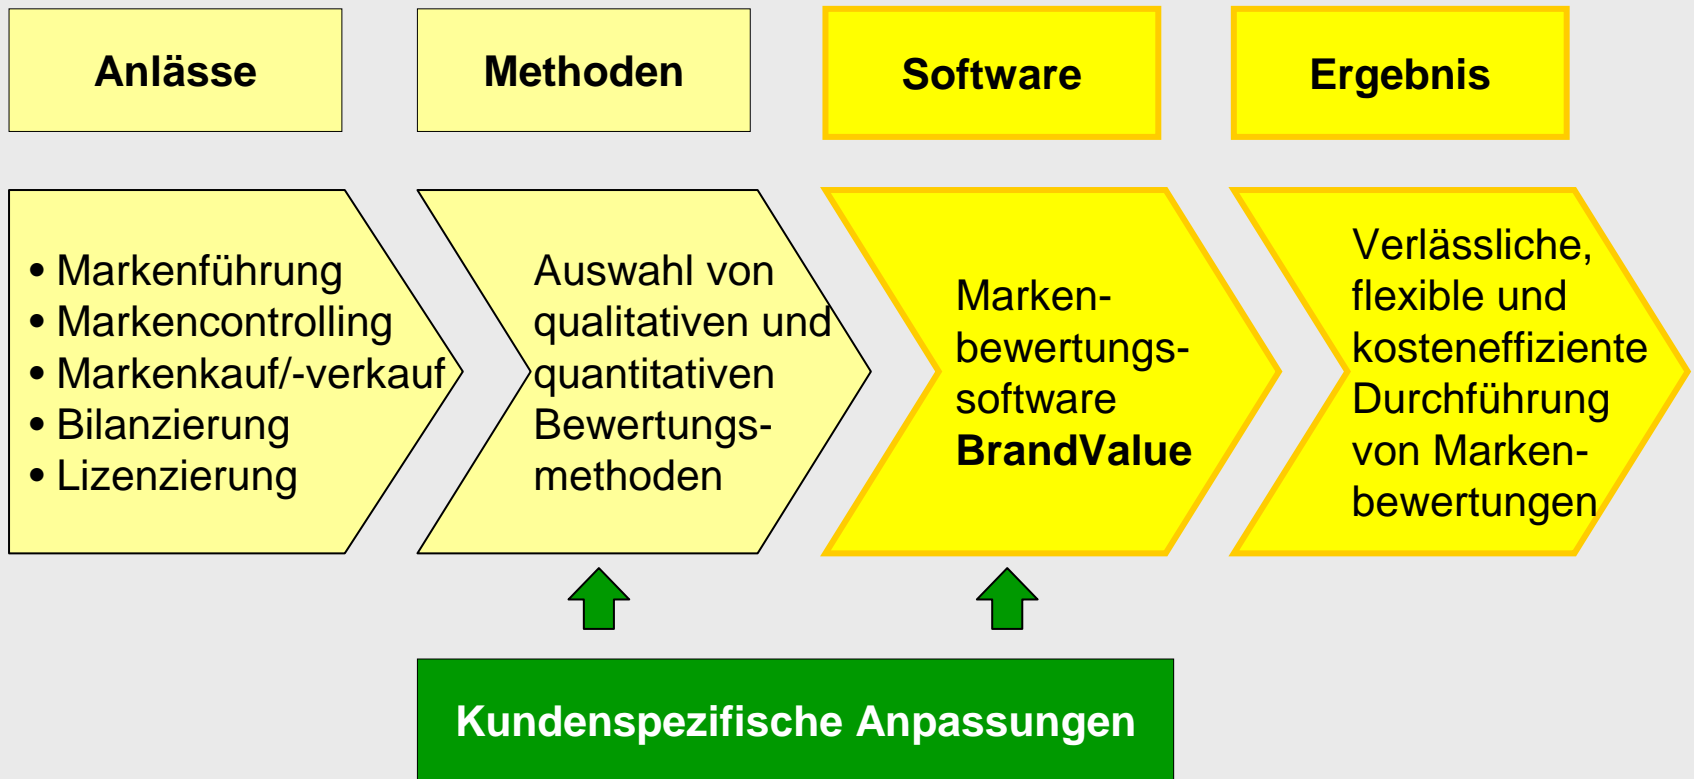 Anlässe
Methoden
Software
Ergebnis
• Markenführung
• Markencontrolling
• Markenkauf/-verkauf
• Bilanzierung
• Lizenzierung
Auswahl von
qualitativen und
quantitativen
Bewertungs-
methoden
Marken-
bewertungs-
software
BrandValue
Verlässliche,
flexible und
kosteneffiziente
Durchführung
von Marken-
bewertungen
Kundenspezifische Anpassungen